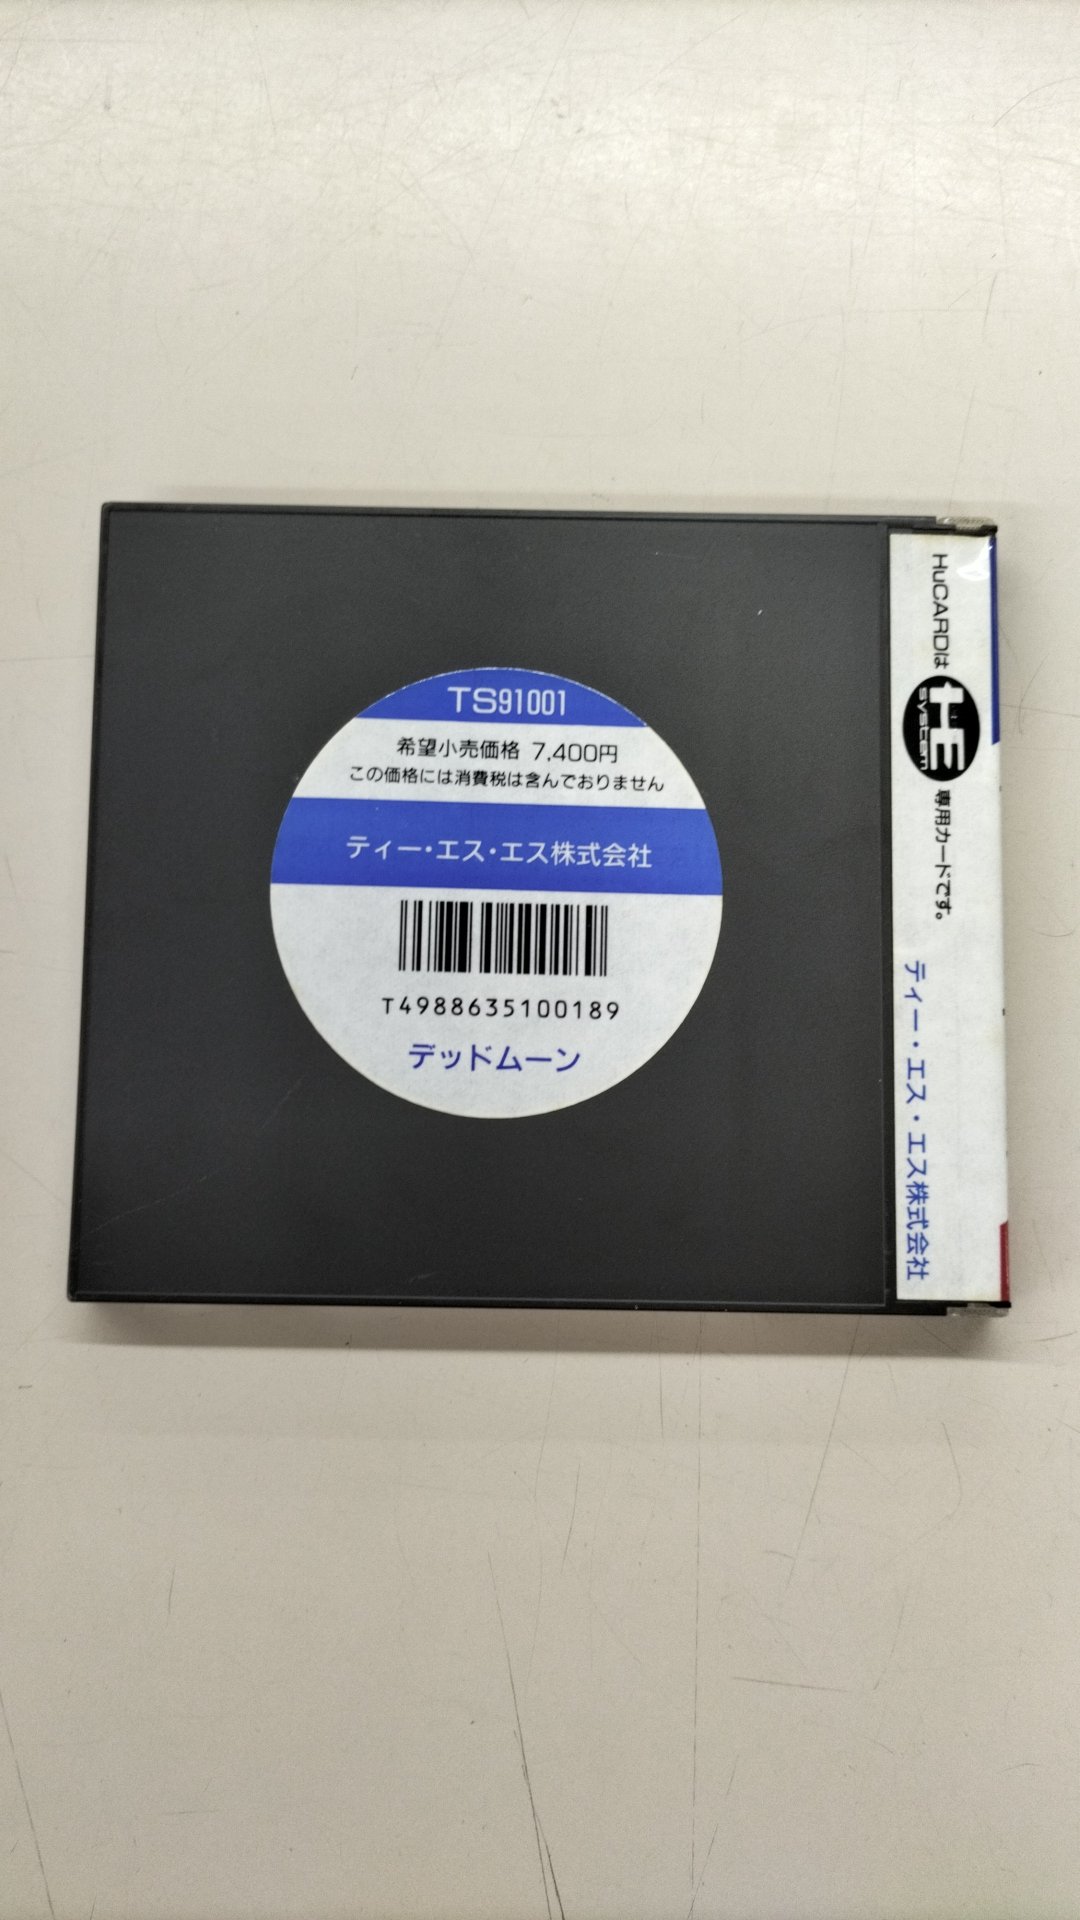 TS91001
希望小売価格 7,400円
この価格には消費税は含んでおりません
ティー・エス・エス株式会社
T4988635100189
デッドムーン
HuCARDは HE system 専用カードです。
ティー・エス・エス株式会社